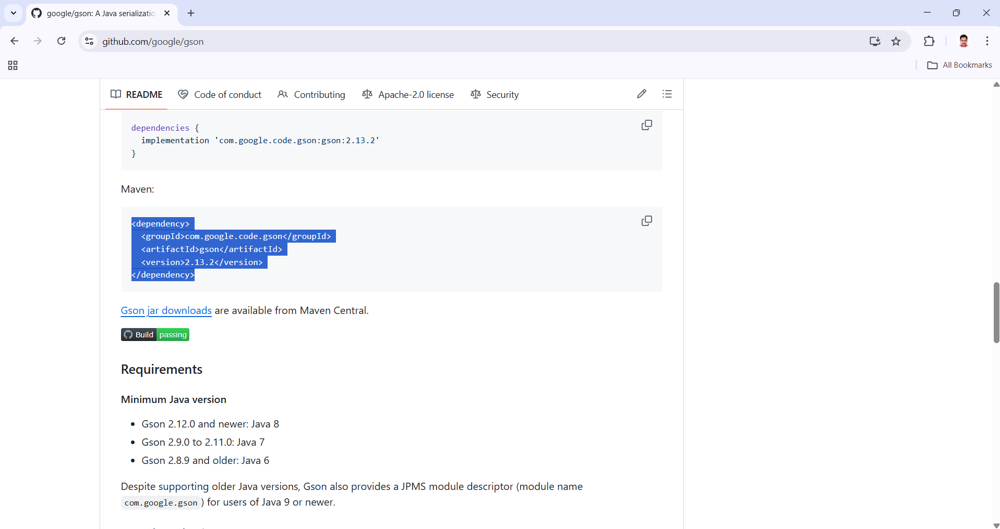 google/gson: A Java serializatio
github.com/google/gson
All Bookmarks
README
Code of conduct
Contributing
Apache-2.0 license
Security
dependencies {
  implementation 'com.google.code.gson:gson:2.13.2'
}
Maven:
<dependency>
  <groupId>com.google.code.gson</groupId>
  <artifactId>gson</artifactId>
  <version>2.13.2</version>
</dependency>
Gson jar downloads are available from Maven Central.
Build passing
Requirements
Minimum Java version
• Gson 2.12.0 and newer: Java 8
• Gson 2.9.0 to 2.11.0: Java 7
• Gson 2.8.9 and older: Java 6
Despite supporting older Java versions, Gson also provides a JPMS module descriptor (module name
com.google.gson ) for users of Java 9 or newer.